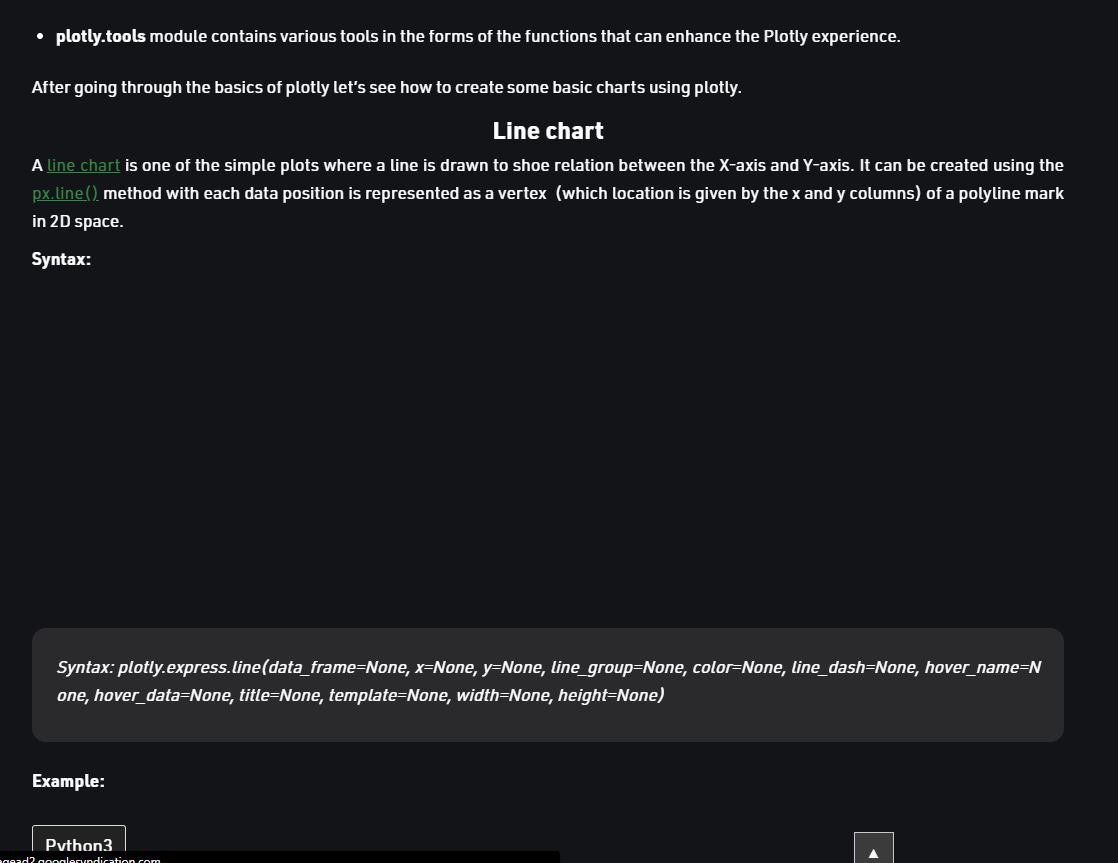 • plotly.tools module contains various tools in the forms of the functions that can enhance the Plotly experience.
After going through the basics of plotly let's see how to create some basic charts using plotly.
Line chart
A line chart is one of the simple plots where a line is drawn to shoe relation between the X-axis and Y-axis. It can be created using the
px.line() method with each data position is represented as a vertex (which location is given by the x and y columns) of a polyline mark
in 2D space.
Syntax:
Syntax: plotly.express.line(data_frame=None, x=None, y=None, line_group=None, color=None, line_dash=None, hover_name=N
one, hover_data=None, title=None, template=None, width=None, height=None)
Example:
Python3
▲
agead2.googlesyndication.com